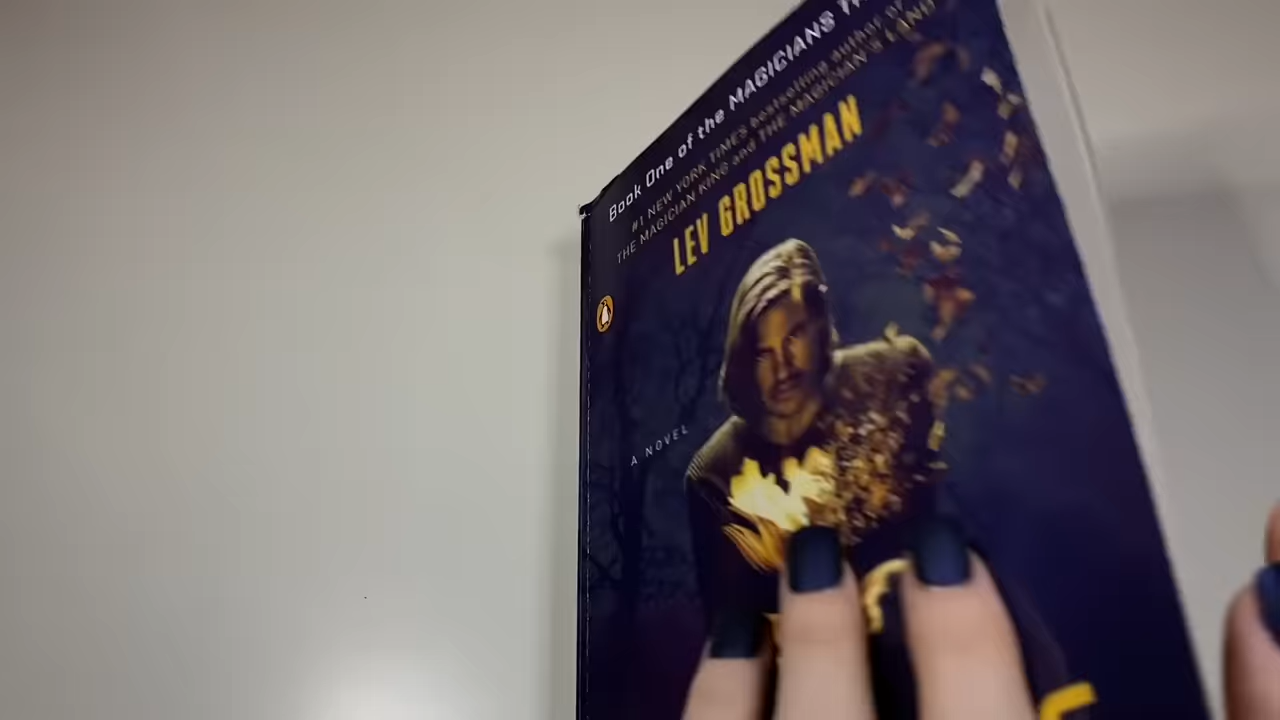 Book One of the MAGICIANS
#1 NEW YORK TIMES bestselling author of
THE MAGICIAN KING and THE MAGICIAN'S LAND
LEV GROSSMAN
A NOVEL